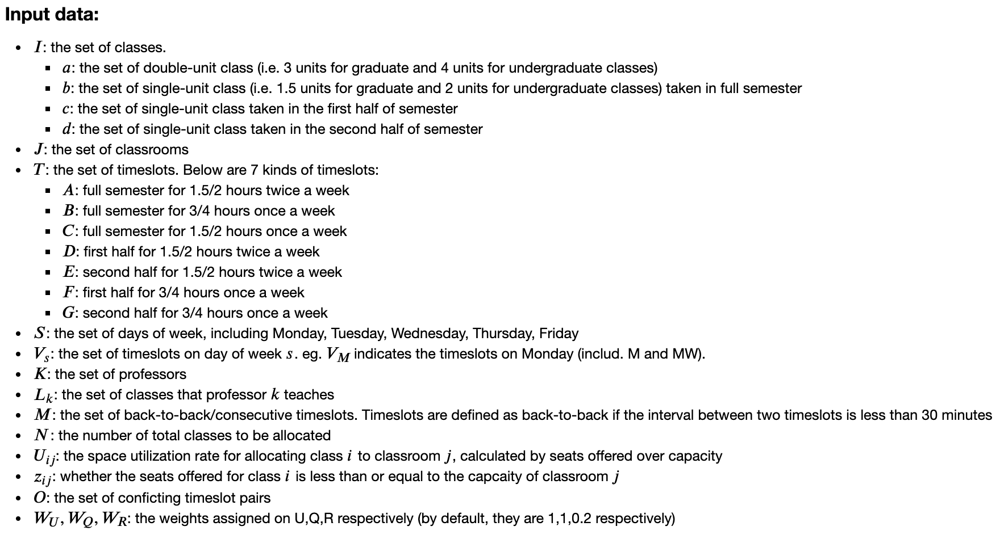 Input data:
• I: the set of classes.
▪ a: the set of double-unit class (i.e. 3 units for graduate and 4 units for undergraduate classes)
▪ b: the set of single-unit class (i.e. 1.5 units for graduate and 2 units for undergraduate classes) taken in full semester
▪ c: the set of single-unit class taken in the first half of semester
▪ d: the set of single-unit class taken in the second half of semester
• J: the set of classrooms
• T: the set of timeslots. Below are 7 kinds of timeslots:
▪ A: full semester for 1.5/2 hours twice a week
▪ B: full semester for 3/4 hours once a week
▪ C: full semester for 1.5/2 hours once a week
▪ D: first half for 1.5/2 hours twice a week
▪ E: second half for 1.5/2 hours twice a week
▪ F: first half for 3/4 hours once a week
▪ G: second half for 3/4 hours once a week
• S: the set of days of week, including Monday, Tuesday, Wednesday, Thursday, Friday
• V_s: the set of timeslots on day of week s. eg. V_M indicates the timeslots on Monday (includ. M and MW).
• K: the set of professors
• L_k: the set of classes that professor k teaches
• M: the set of back-to-back/consecutive timeslots. Timeslots are defined as back-to-back if the interval between two timeslots is less than 30 minutes
• N: the number of total classes to be allocated
• U_ij: the space utilization rate for allocating class i to classroom j, calculated by seats offered over capacity
• z_ij: whether the seats offered for class i is less than or equal to the capcaity of classroom j
• O: the set of conficting timeslot pairs
• W_U, W_Q, W_R: the weights assigned on U,Q,R respectively (by default, they are 1,1,0.2 respectively)